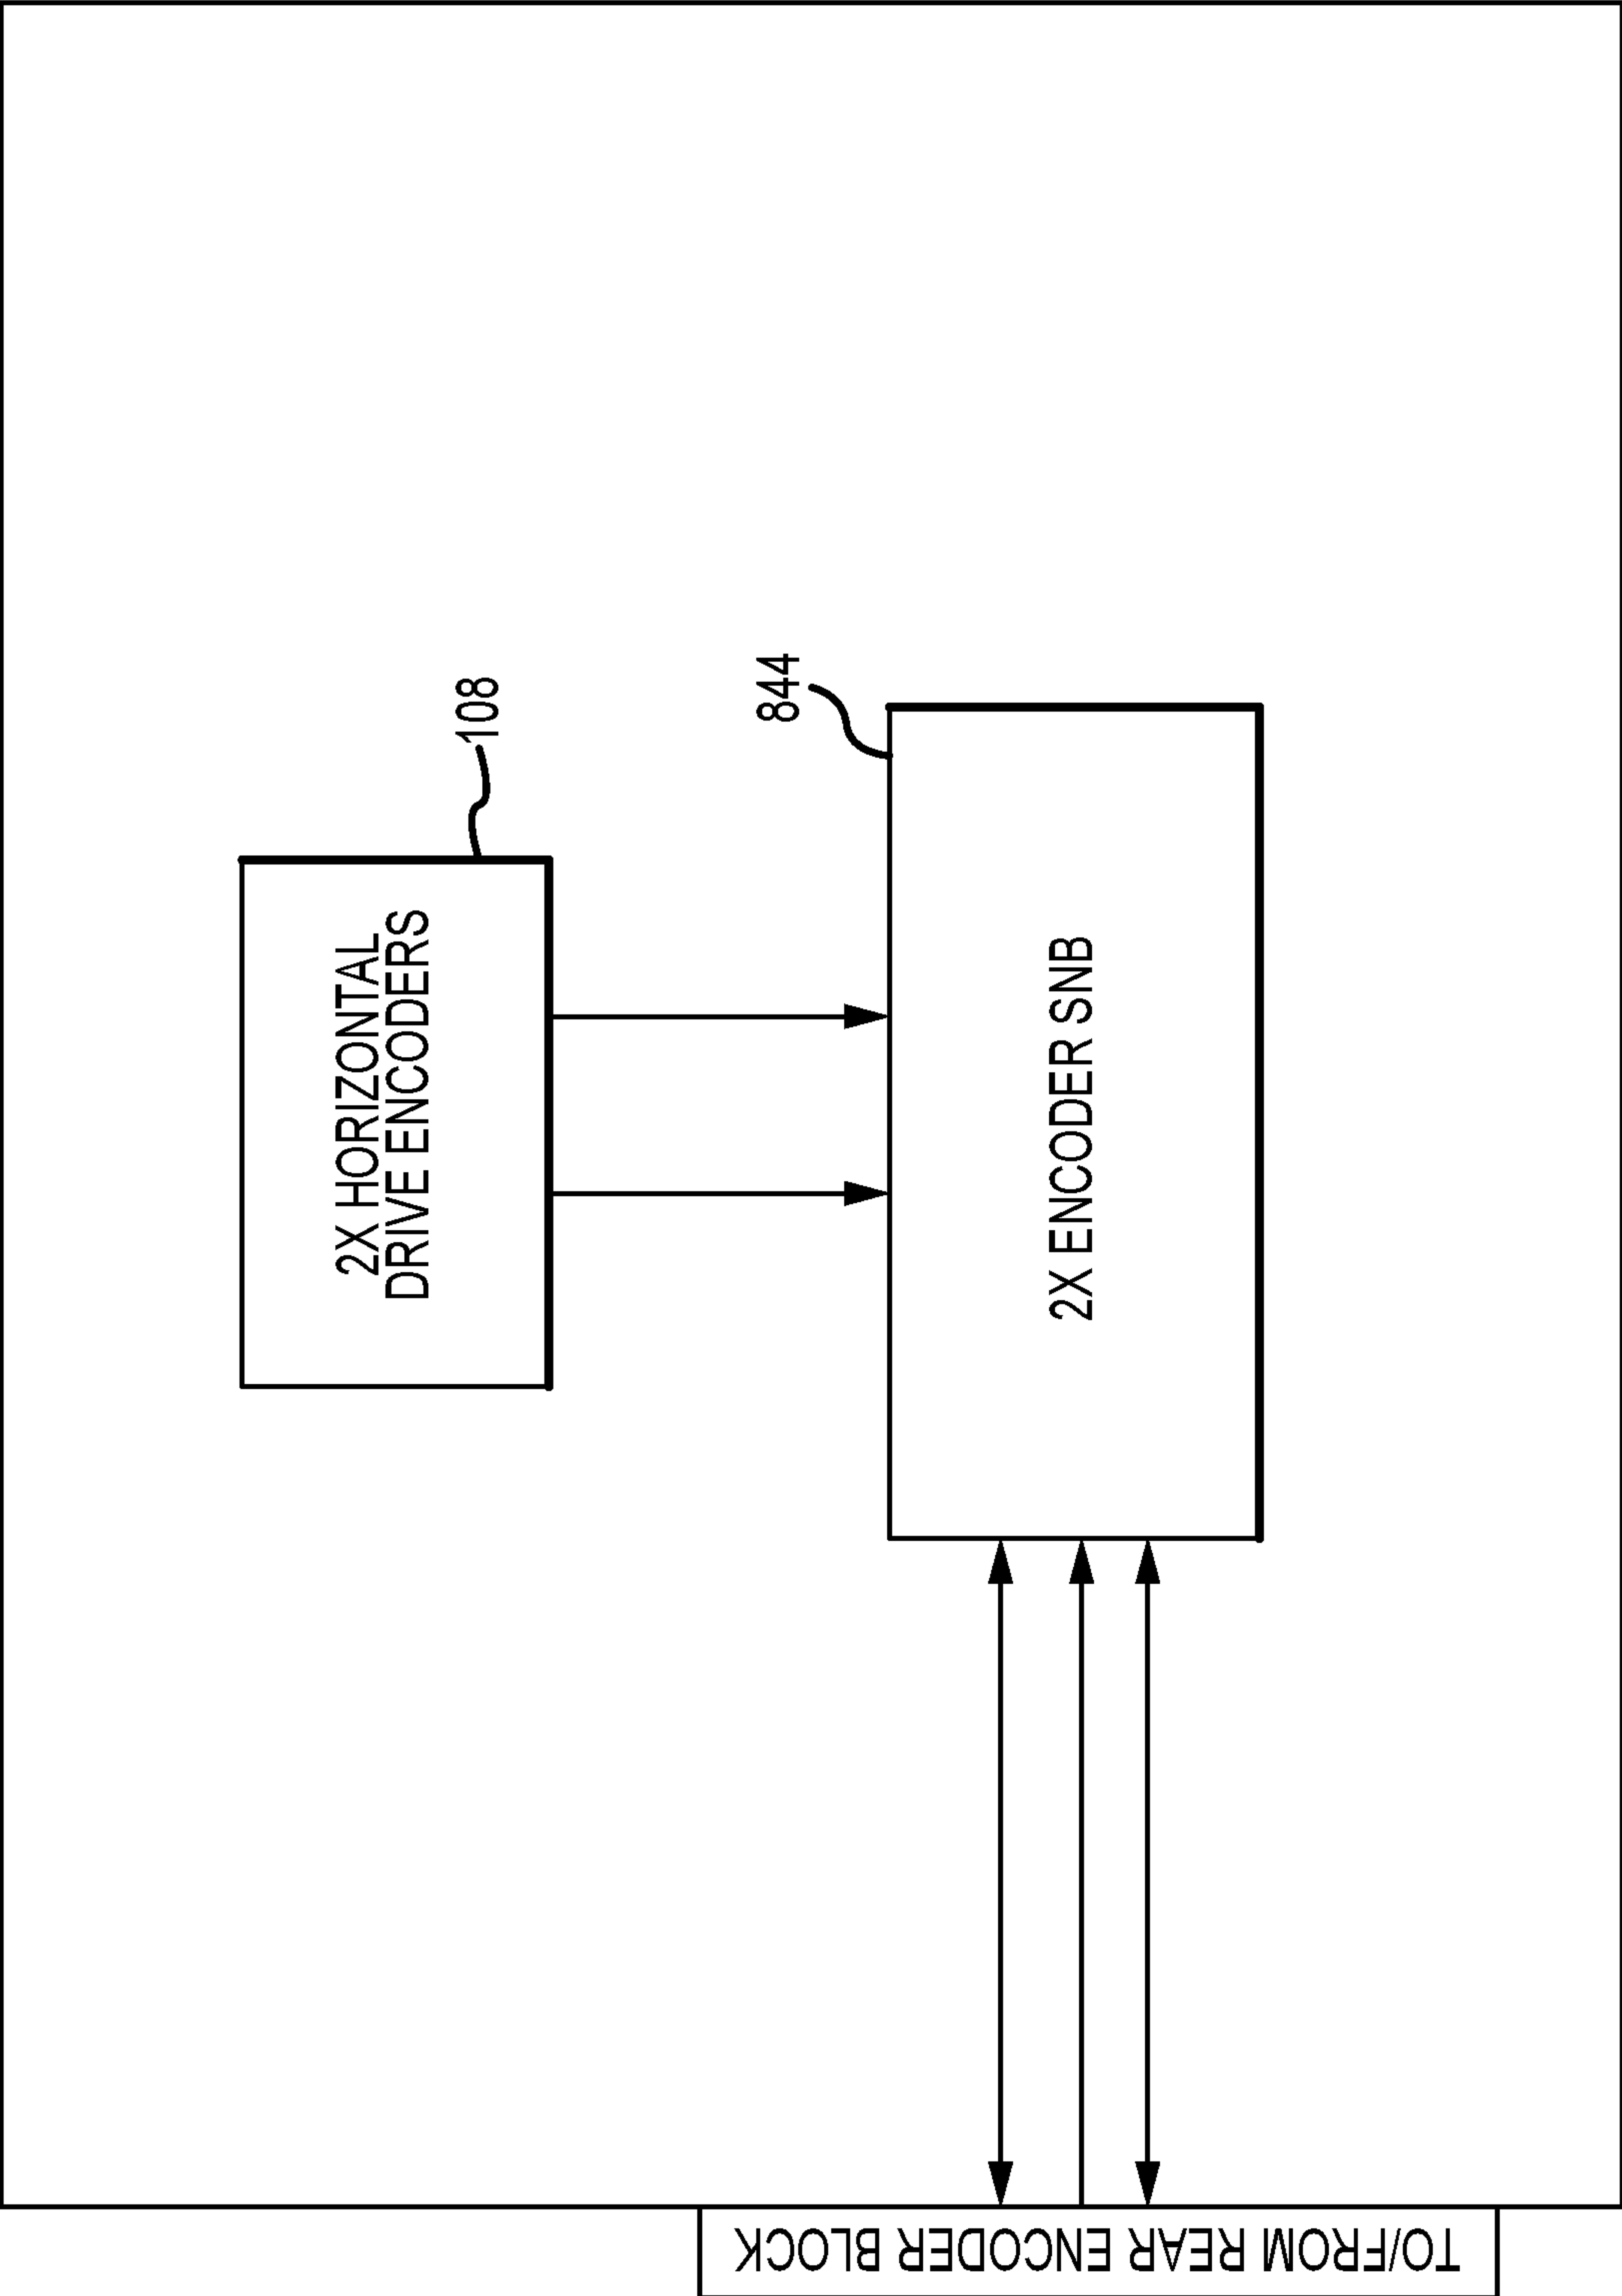 2X HORIZONTAL
DRIVE ENCODERS
108
844
2X ENCODER SNB
TO/FROM REAR ENCODER BLOCK